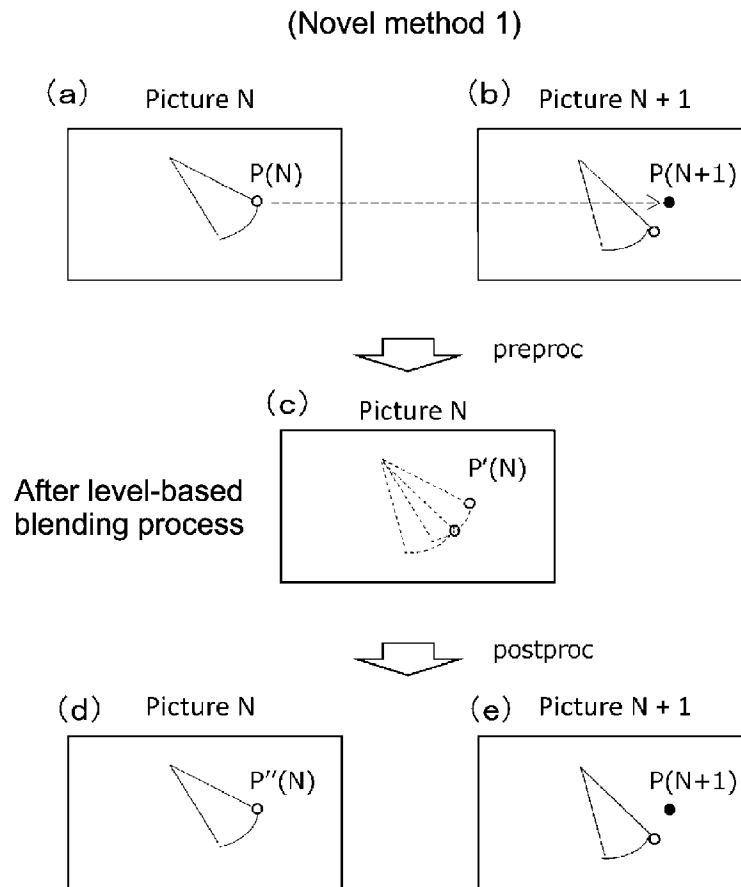 (Novel method 1)
(a) Picture N
(b) Picture N + 1
P(N)
P(N+1)
preproc
(c) Picture N
P'(N)
After level-based
blending process
postproc
(d) Picture N
(e) Picture N + 1
P''(N)
P(N+1)